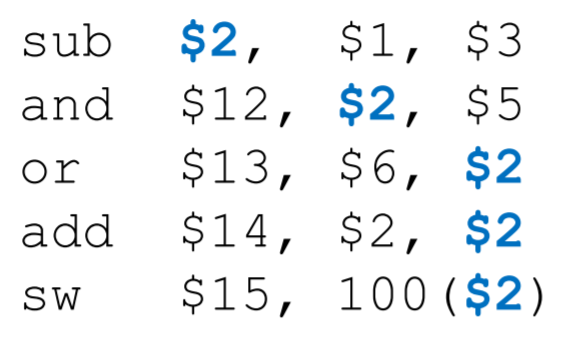 sub $2, $1, $3
and $12, $2, $5
or $13, $6, $2
add $14, $2, $2
sw $15, 100($2)